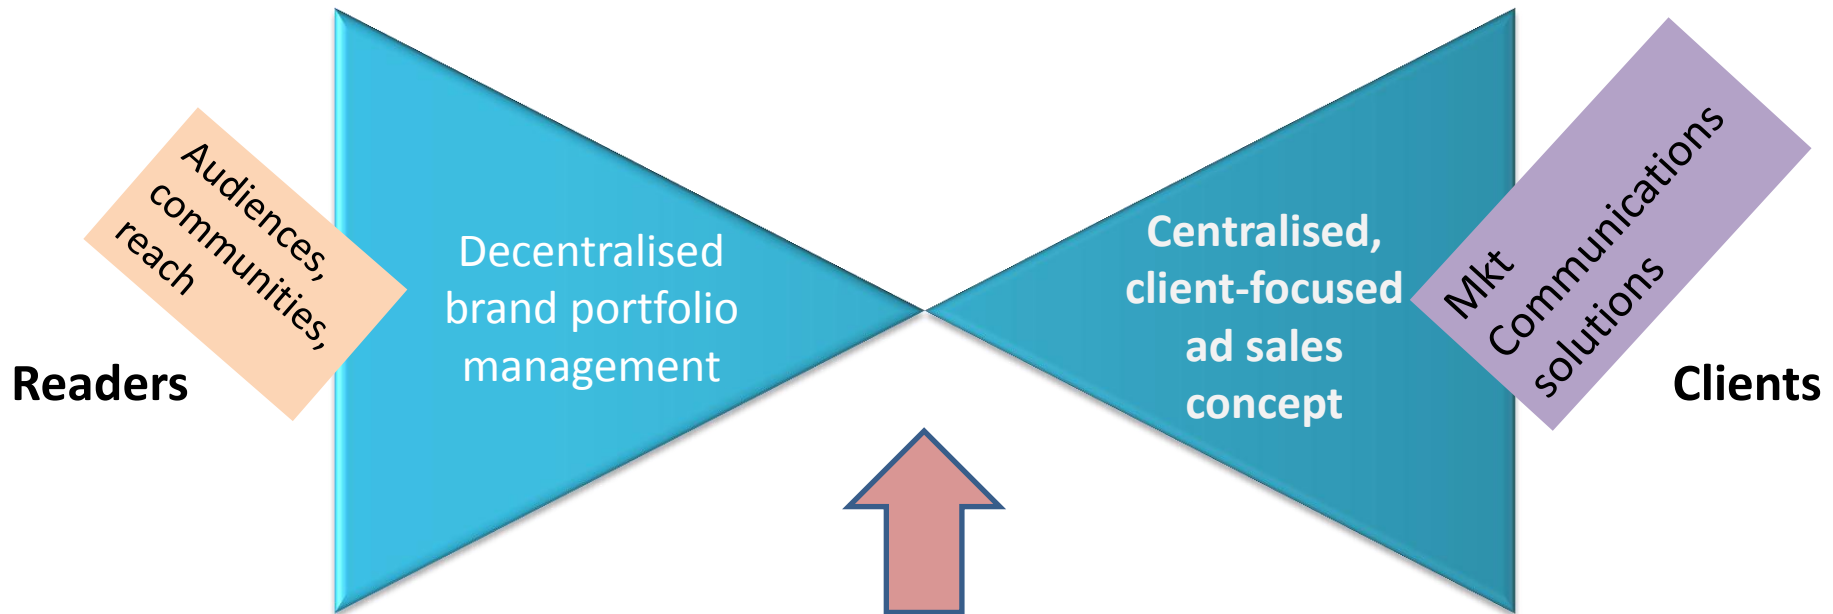 Readers
Audiences,
communities,
reach
Decentralised
brand portfolio
management
Centralised,
client-focused
ad sales
concept
Mkt
Communications
solutions
Clients